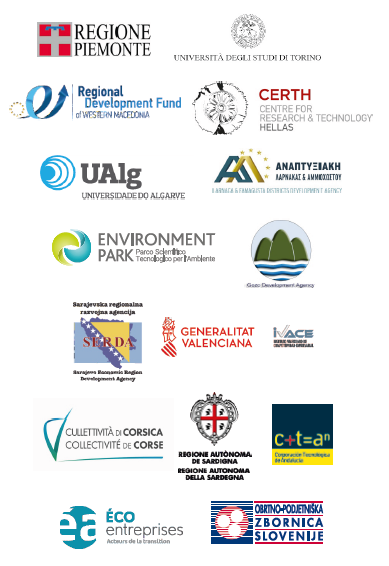 REGIONE
PIEMONTE
UNIVERSITÀ DEGLI STUDI DI TORINO
Regional
Development Fund
of WESTERN MACEDONIA
CERTH
CENTRE FOR
RESEARCH & TECHNOLOGY
HELLAS
UAlg
UNIVERSIDADE DO ALGARVE
ΑΝΑΠΤΥΞΙΑΚΗ
ΛΑΡΝΑΚΑΣ & ΑΜΜΟΧΩΣΤΟΥ
LARNACA & FAMAGUSTA DISTRICTS DEVELOPMENT AGENCY
ENVIRONMENT
PARK Parco Scientifico
Tecnologico per l'Ambiente
Gozo Development Agency
Sarajevska regionalna
razvojna agencija
SERDA
Sarajevo Economic Region
Development Agency
GENERALITAT
VALENCIANA
IVACE
CULLETTIVITÀ DI CORSICA
COLLECTIVITÉ DE CORSE
REGIONE AUTÒNOMA
DE SARDIGNA
REGIONE AUTONOMA
DELLA SARDEGNA
c+t=an
Corporación Tecnológica
de Andalucía
ea
ÉCO
entreprises
Acteurs de la transition
OBRTNO-PODJETNIŠKA
ZBORNICA
SLOVENIJE